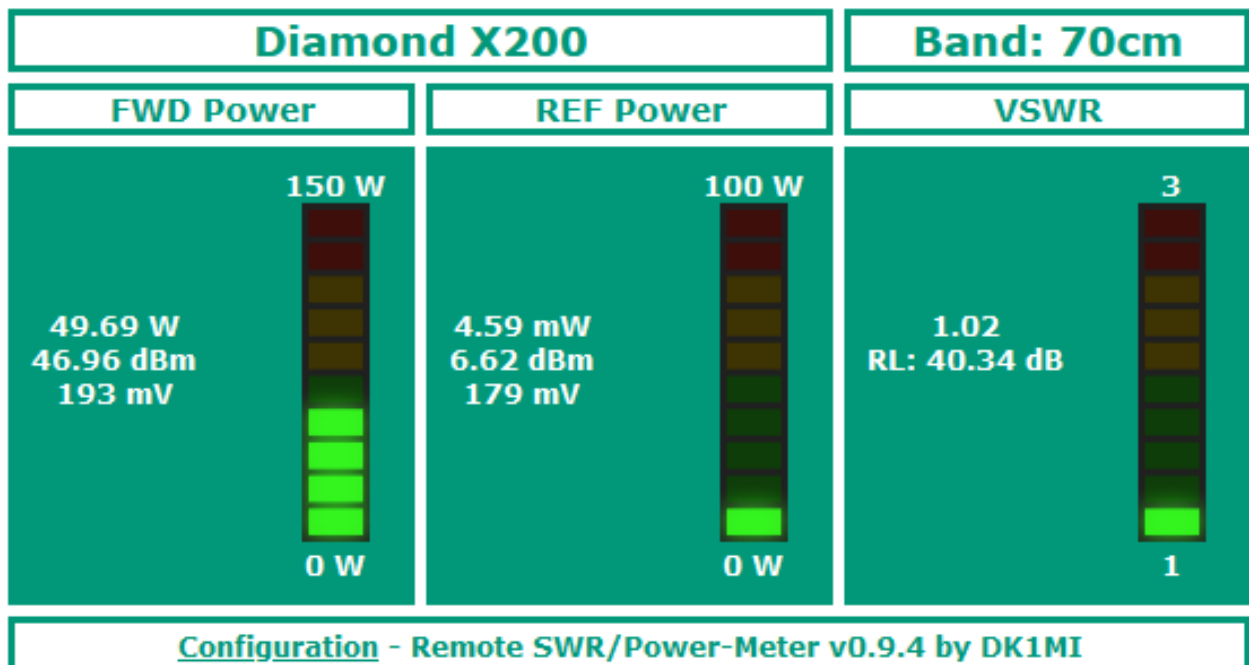 Diamond X200
Band: 70cm
FWD Power
REF Power
VSWR
150 W
49.69 W
46.96 dBm
193 mV
0 W
100 W
4.59 mW
6.62 dBm
179 mV
0 W
3
1.02
RL: 40.34 dB
1
Configuration - Remote SWR/Power-Meter v0.9.4 by DK1MI